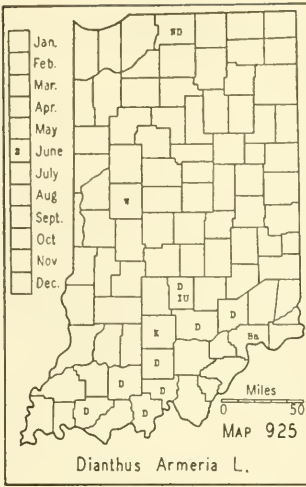 ND
Jan.
Feb.
Mar.
Apr.
May
2 June
July
Aug
Sept.
Oct
Nov
Dec.
W
D
IU
D
D
K
Ba
D
D
D
D
D
Miles
0 50
MAP 925
Dianthus Armeria L.